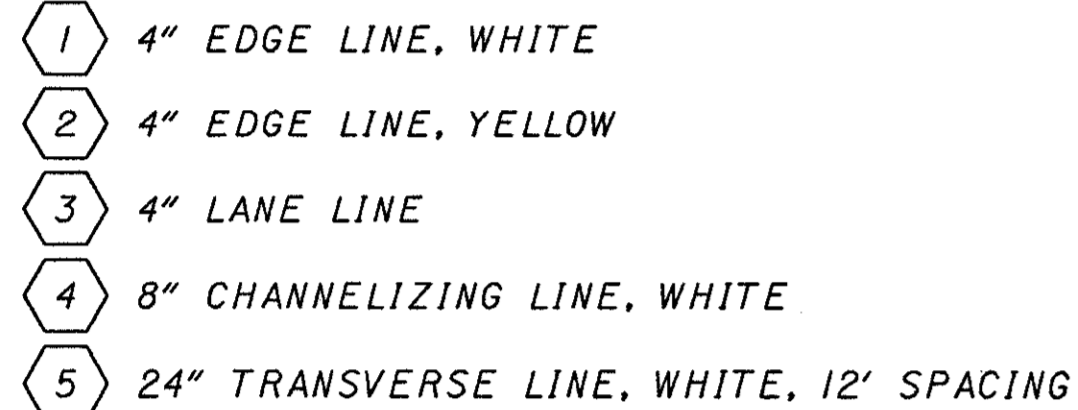 1 4" EDGE LINE, WHITE
2 4" EDGE LINE, YELLOW
3 4" LANE LINE
4 8" CHANNELIZING LINE, WHITE
5 24" TRANSVERSE LINE, WHITE, 12' SPACING